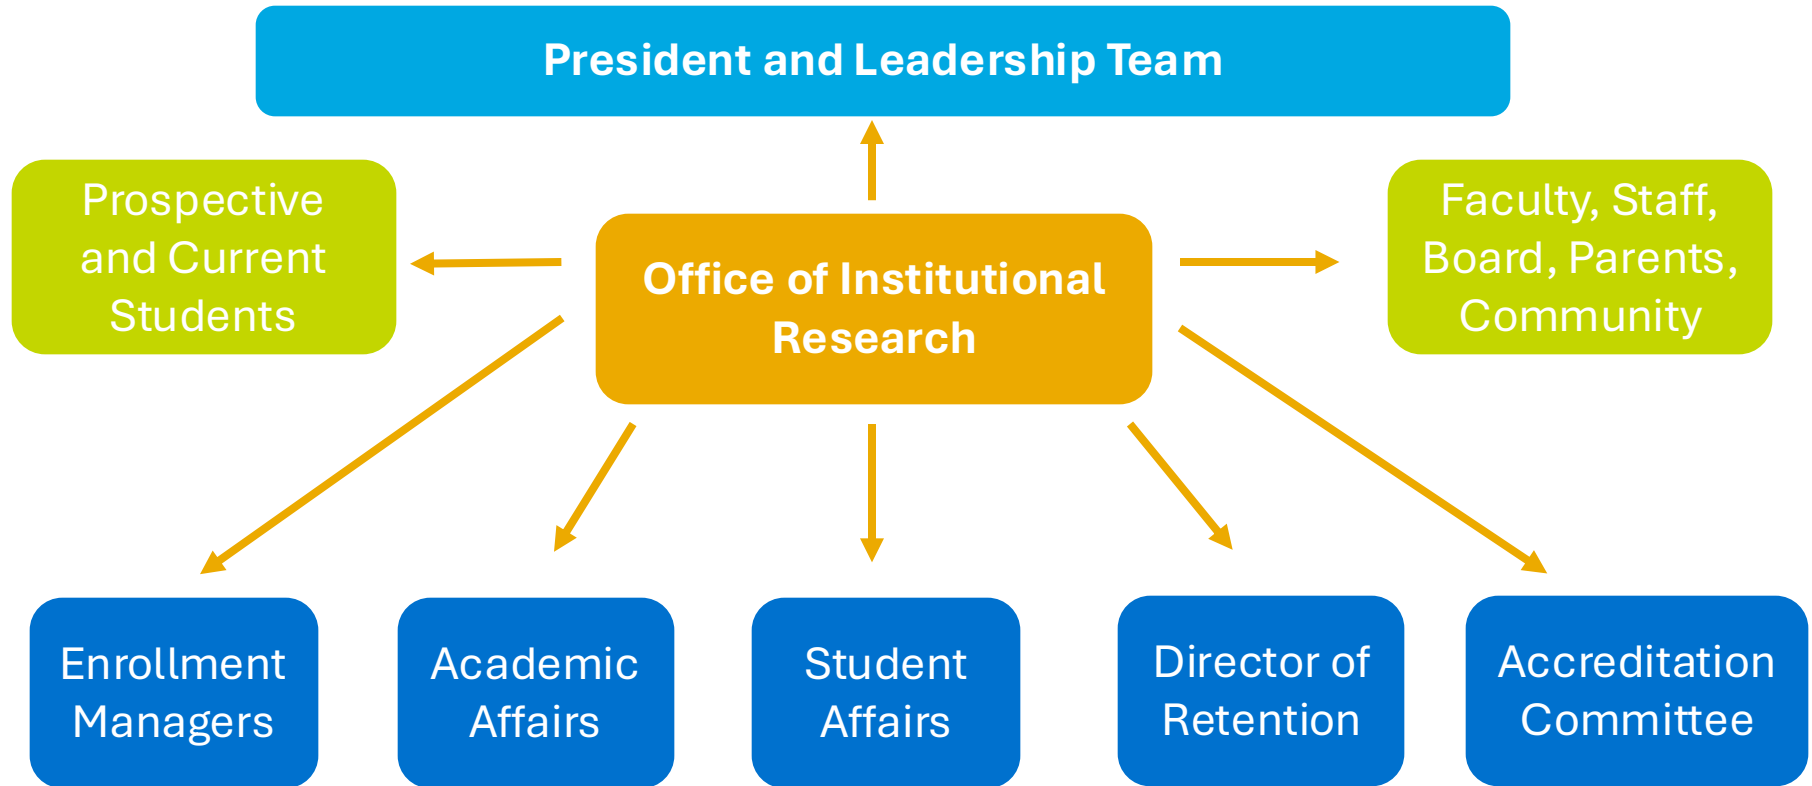 President and Leadership Team
Prospective
and Current
Students
Office of Institutional
Research
Faculty, Staff,
Board, Parents,
Community
Enrollment
Managers
Academic
Affairs
Student
Affairs
Director of
Retention
Accreditation
Committee